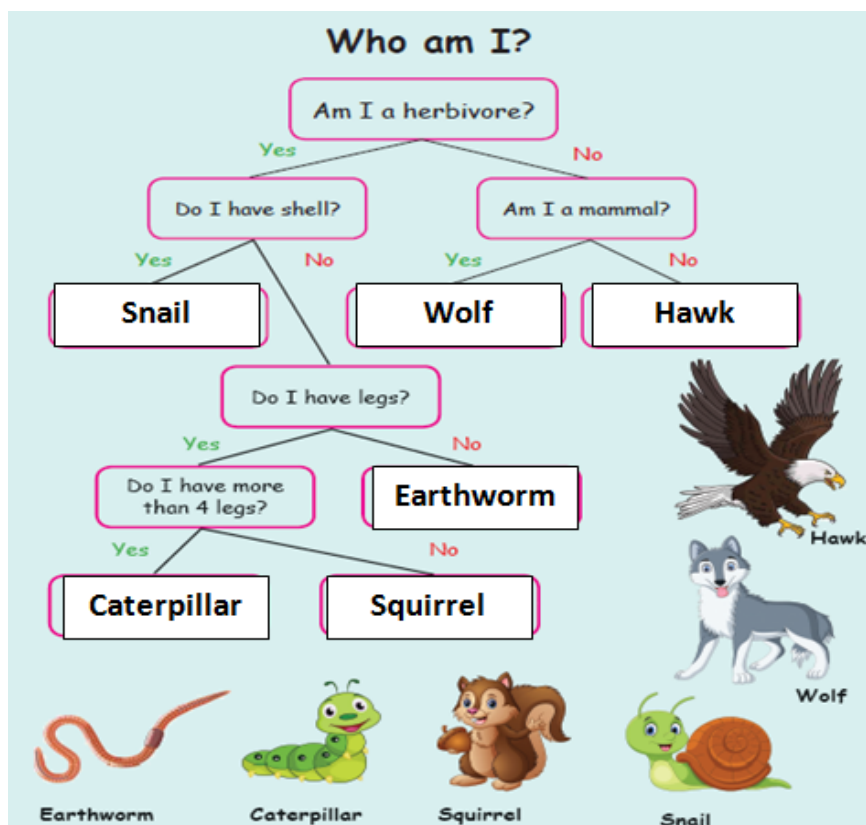 Who am I?
Am I a herbivore?
Yes
No
Do I have shell?
Am I a mammal?
Yes
No
Yes
No
Snail
Wolf
Hawk
Do I have legs?
Yes
No
Do I have more
than 4 legs?
Earthworm
Yes
No
Hawk
Caterpillar
Squirrel
Wolf
Earthworm
Caterpillar
Squirrel
Snail